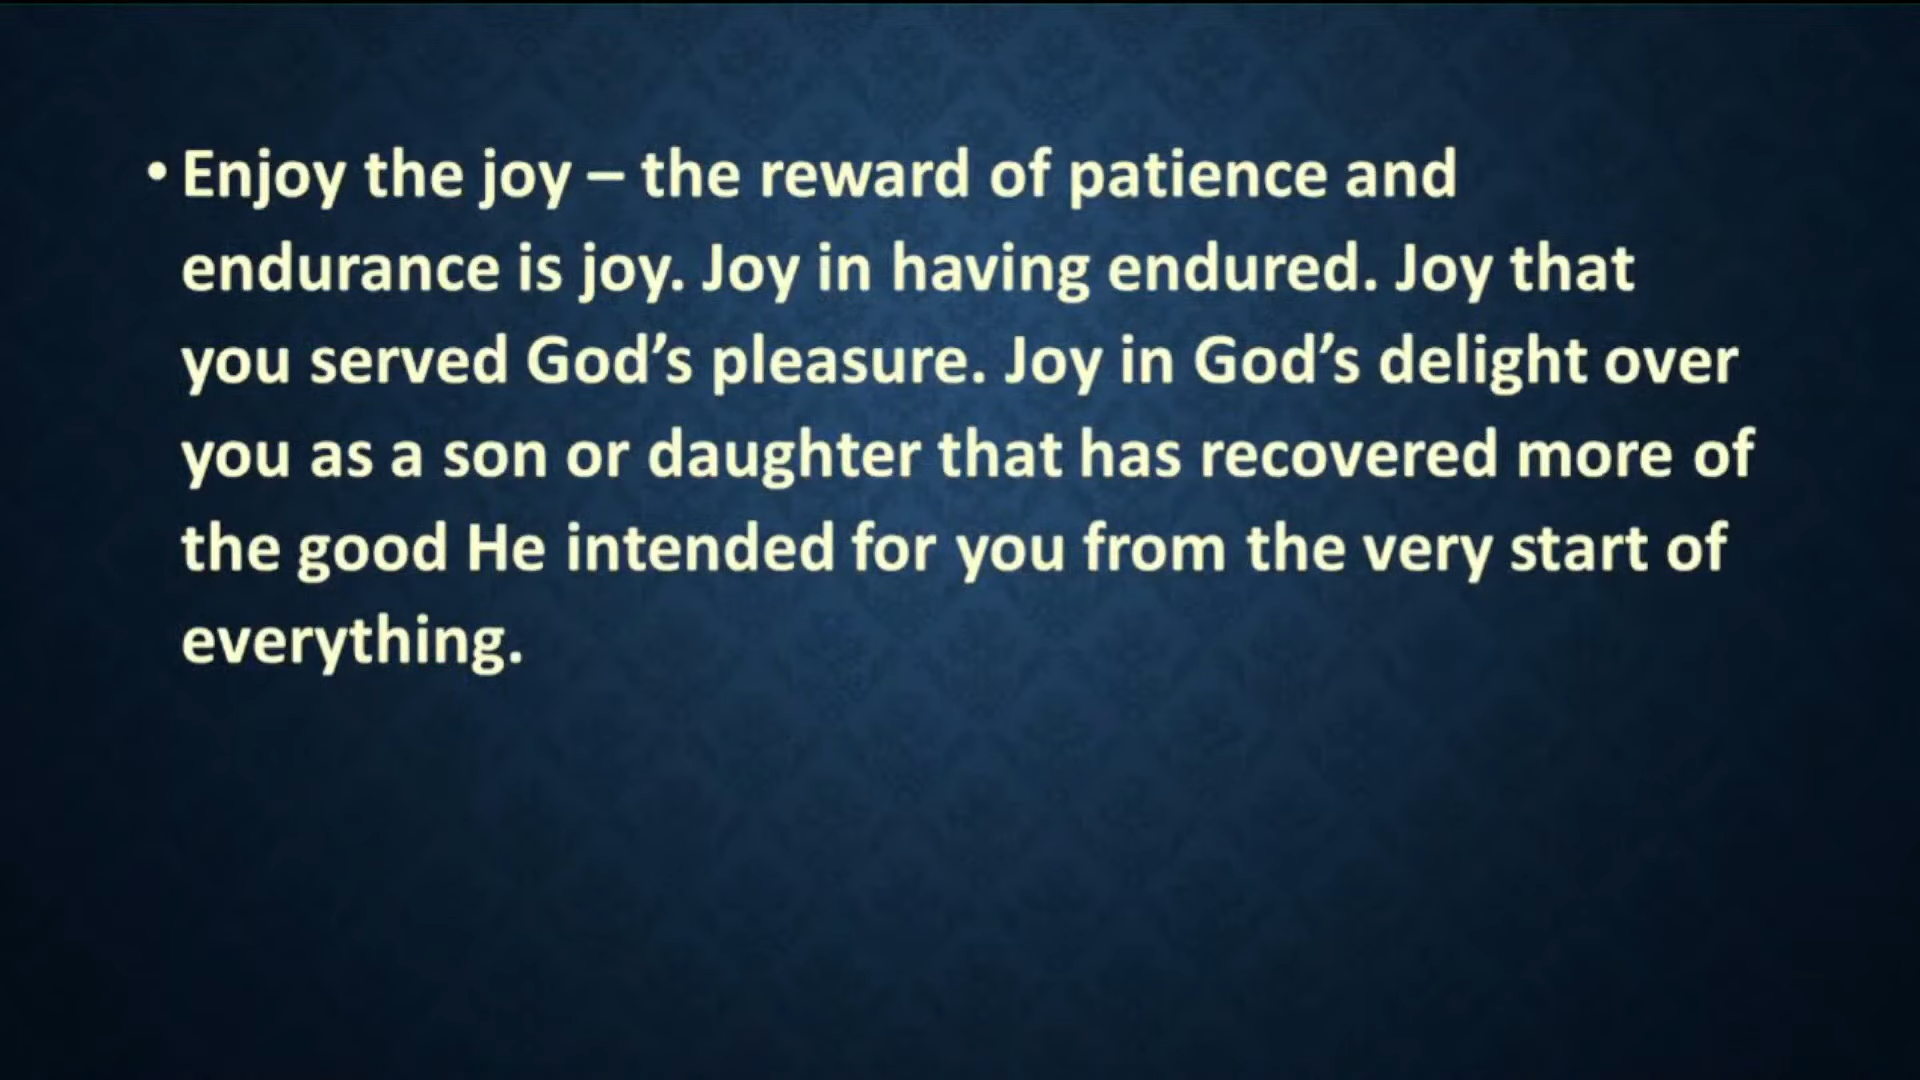 • Enjoy the joy – the reward of patience and
endurance is joy. Joy in having endured. Joy that
you served God’s pleasure. Joy in God’s delight over
you as a son or daughter that has recovered more of
the good He intended for you from the very start of
everything.